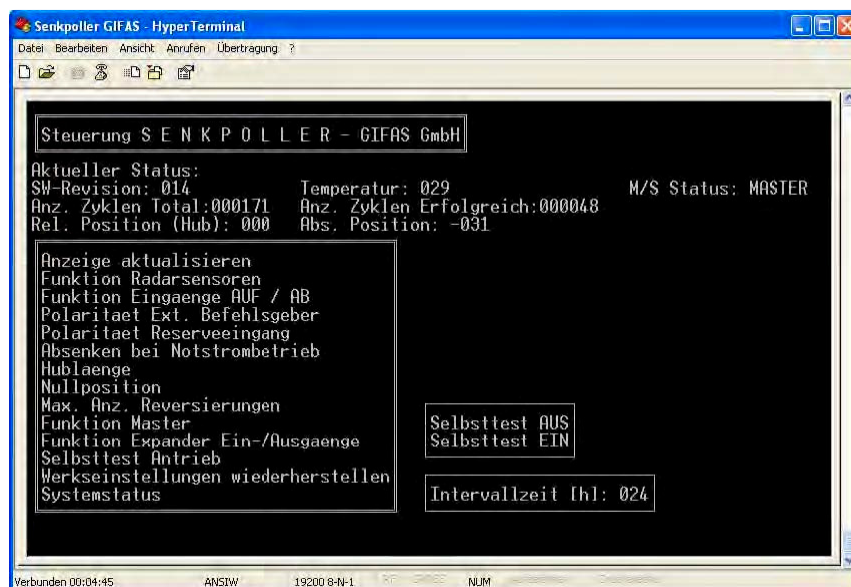 Senkpoller GIFAS - HyperTerminal
Datei Bearbeiten Ansicht Anrufen Übertragung ?
Steuerung S E N K P O L L E R - GIFAS GmbH
Aktueller Status:
SW-Revision: 014 Temperatur: 029 M/S Status: MASTER
Anz. Zyklen Total:000171 Anz. Zyklen Erfolgreich:000048
Rel. Position (Hub): 000 Abs. Position: -031
Anzeige aktualisieren
Funktion Radarsensoren
Funktion Eingaenge AUF / AB
Polaritaet Ext. Befehlsgeber
Polaritaet Reserveeingang
Absenken bei Notstrombetrieb
Hublaenge
Nullposition
Max. Anz. Reversierungen
Funktion Master
Funktion Expander Ein-/Ausgaenge
Selbsttest Antrieb
Werkseinstellungen wiederherstellen
Systemstatus
Selbsttest AUS
Selbsttest EIN
Intervallzeit [h]: 024
Verbunden 00:04:45 ANSIW 19200 8-N-1 NUM